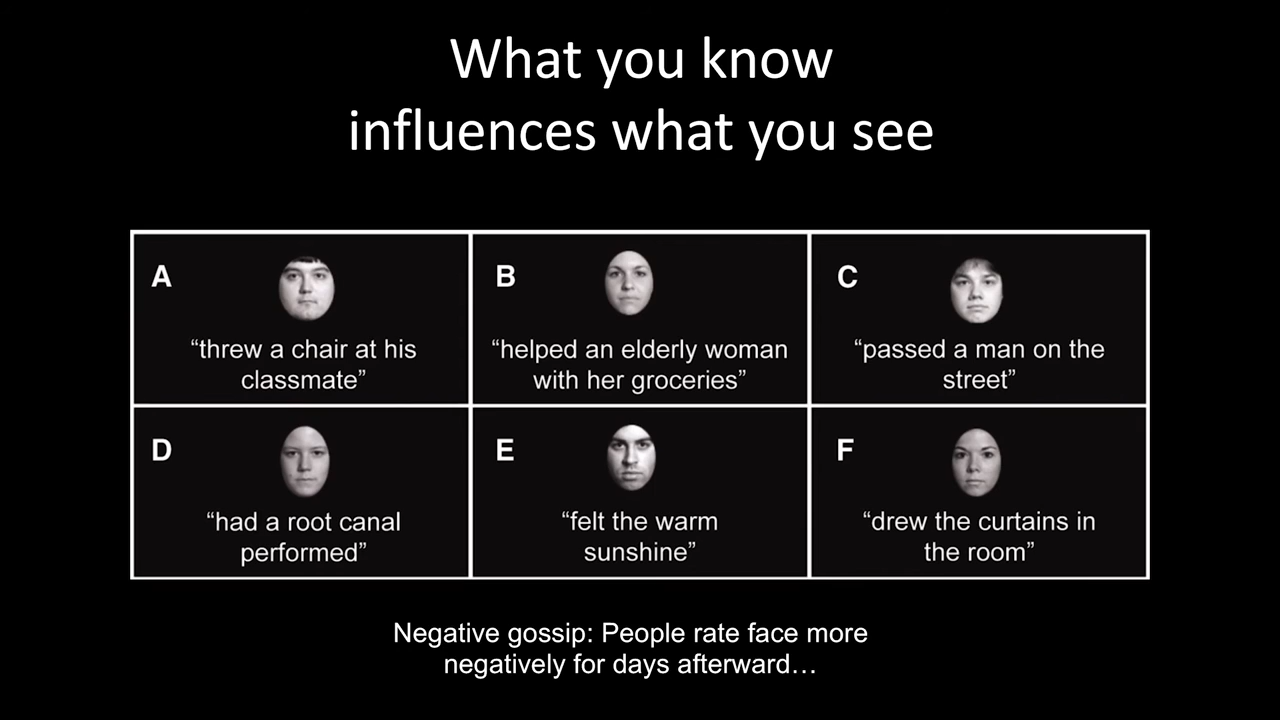 What you know
influences what you see
A
“threw a chair at his
classmate”
B
“helped an elderly woman
with her groceries”
C
“passed a man on the
street”
D
“had a root canal
performed”
E
“felt the warm
sunshine”
F
“drew the curtains in
the room”
Negative gossip: People rate face more
negatively for days afterward…